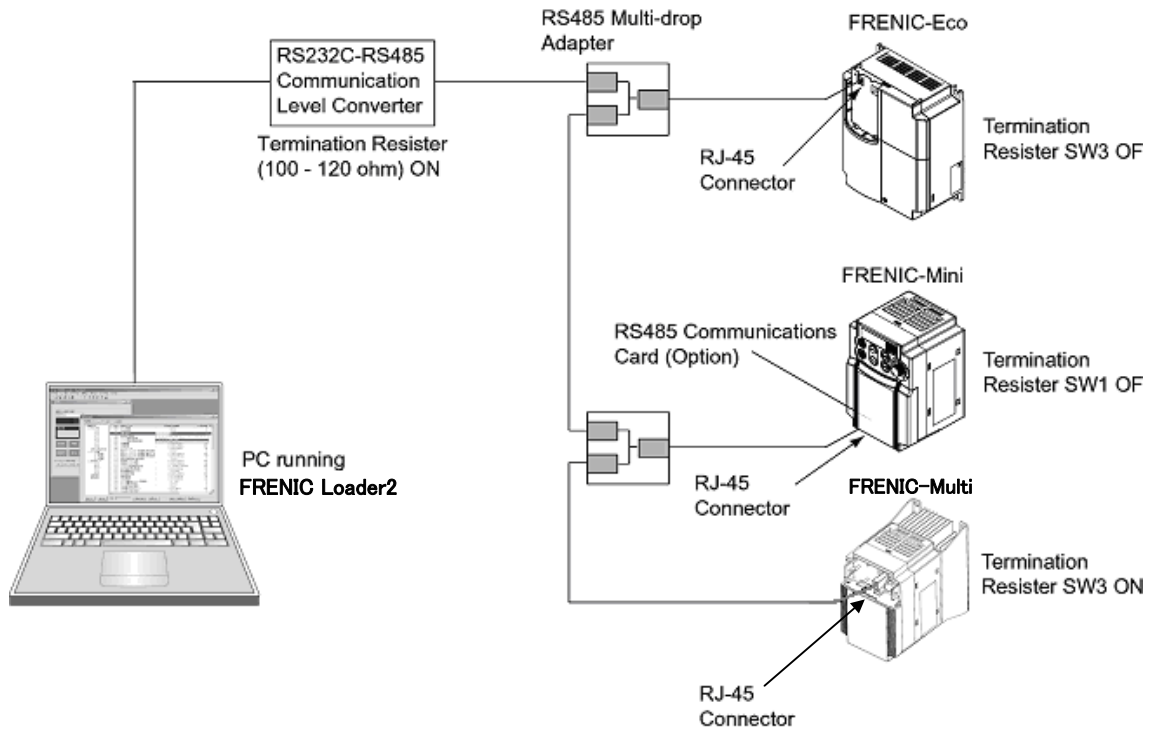 RS485 Multi-drop
Adapter
FRENIC-Eco
RS232C-RS485
Communication
Level Converter
Termination Resister
(100 - 120 ohm) ON
RJ-45
Connector
Termination
Resister SW3 OF
FRENIC-Mini
RS485 Communications
Card (Option)
Termination
Resister SW1 OF
PC running
FRENIC Loader2
RJ-45
Connector
FRENIC-Multi
Termination
Resister SW3 ON
RJ-45
Connector